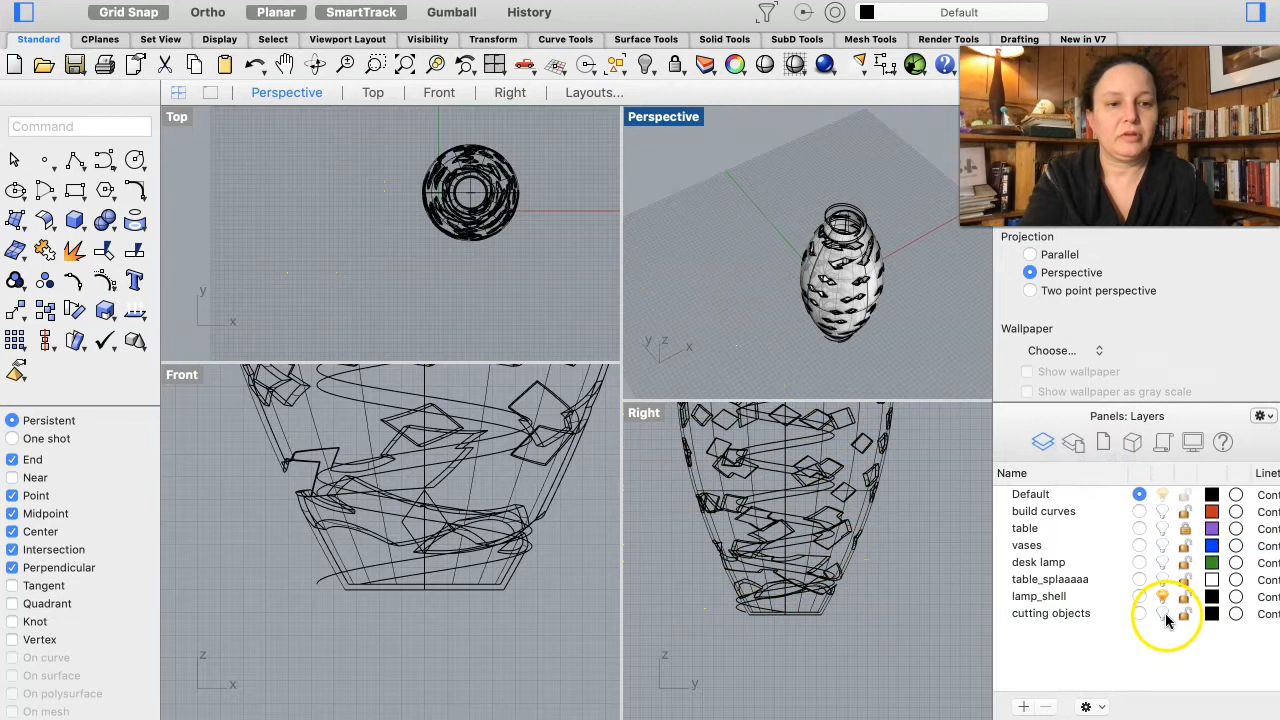 Grid Snap Ortho Planar SmartTrack Gumball History Default
Standard CPlanes Set View Display Select Viewport Layout Visibility Transform Curve Tools Surface Tools Solid Tools SubD Tools Mesh Tools Render Tools Drafting New in V7
Perspective Top Front Right Layouts...
Command
Top
Perspective
y
x
y z x
Front
Right
z
x
z
y
Persistent
One shot
End
Near
Point
Midpoint
Center
Intersection
Perpendicular
Tangent
Quadrant
Knot
Vertex
On curve
On surface
On polysurface
On mesh
Projection
Parallel
Perspective
Two point perspective
Wallpaper
Choose...
Show wallpaper
Show wallpaper as gray scale
Panels: Layers
Name Linet
Default Cont
build curves Cont
table Cont
vases Cont
desk lamp Cont
table_splaaaaa Cont
lamp_shell Cont
cutting objects Cont